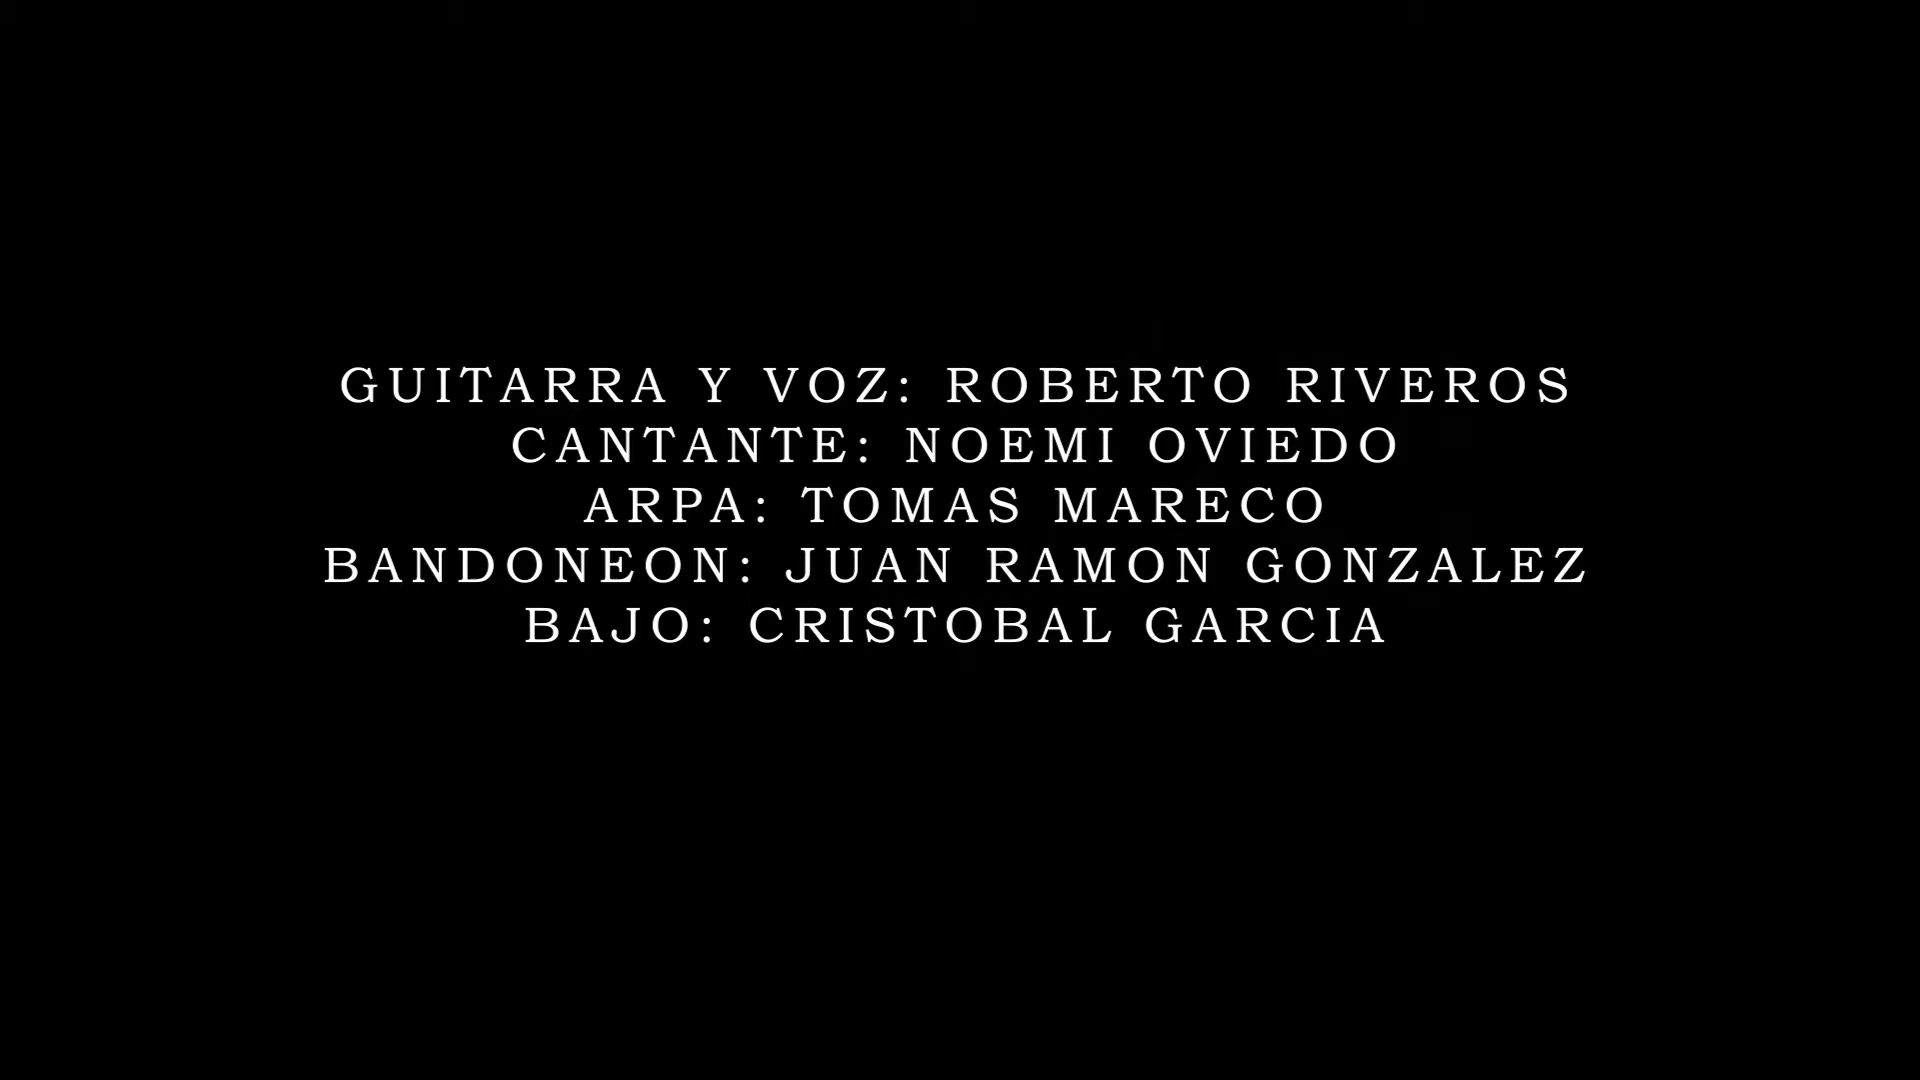 GUITARRA Y VOZ: ROBERTO RIVEROS
CANTANTE: NOEMI OVIEDO
ARPA: TOMAS MARECO
BANDONEON: JUAN RAMON GONZALEZ
BAJO: CRISTOBAL GARCIA